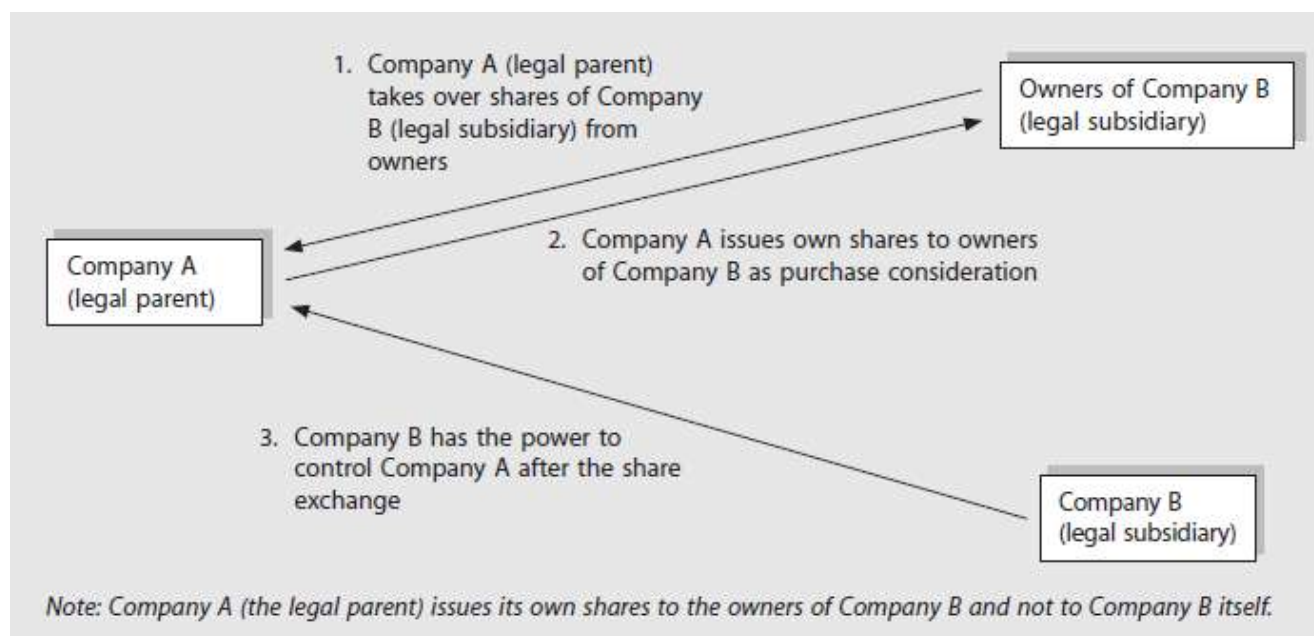 1. Company A (legal parent)
takes over shares of Company
B (legal subsidiary) from
owners
Owners of Company B
(legal subsidiary)
Company A
(legal parent)
2. Company A issues own shares to owners
of Company B as purchase consideration
3. Company B has the power to
control Company A after the share
exchange
Company B
(legal subsidiary)
Note: Company A (the legal parent) issues its own shares to the owners of Company B and not to Company B itself.